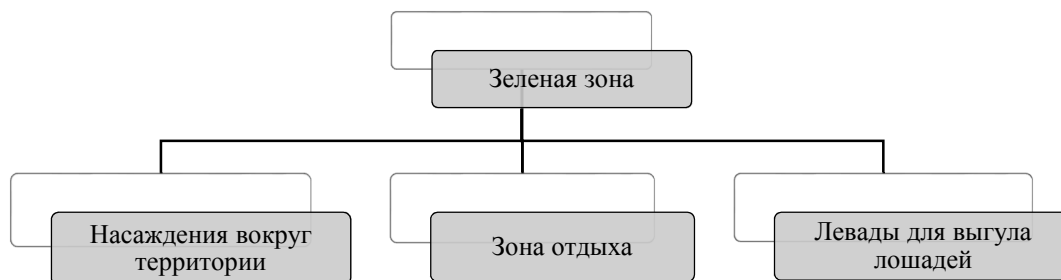 Зеленая зона
Насаждения вокруг
территории
Зона отдыха
Левады для выгула
лошадей